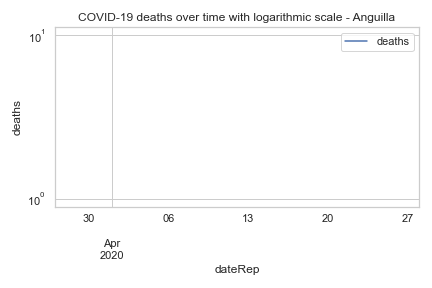 COVID-19 deaths over time with logarithmic scale - Anguilla
10¹
deaths
deaths
10⁰
30 06 13 20 27
Apr
2020
dateRep